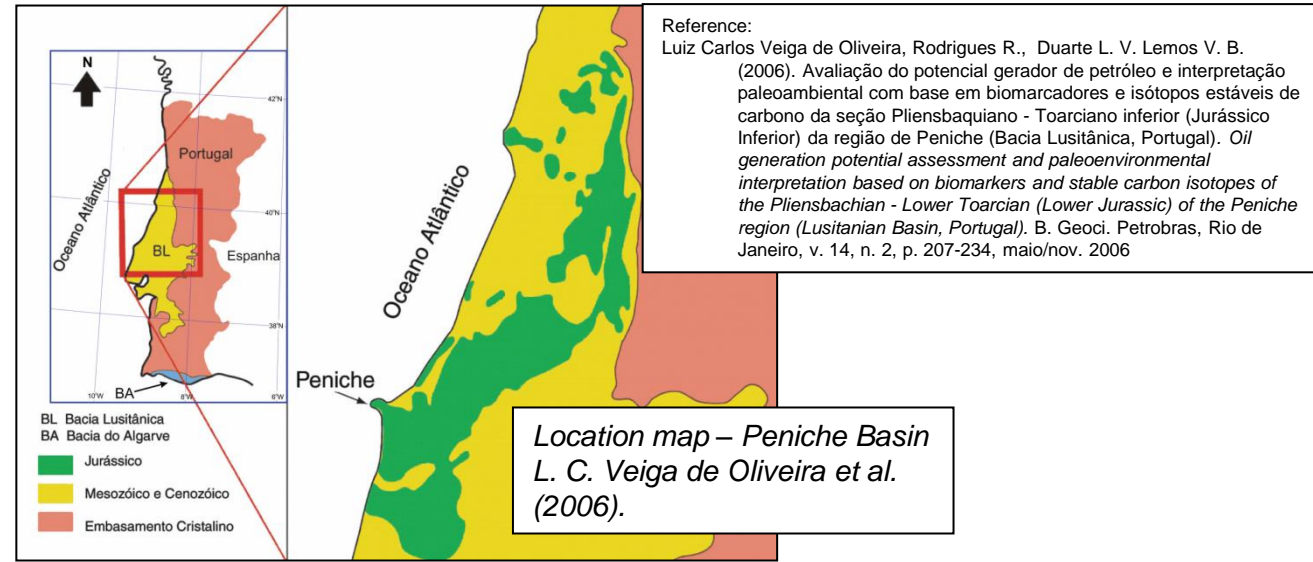 N
42°N
Portugal
Oceano Atlântico
40°N
BL
Espanha
38°N
10°W
BA
8°W
6°W
BL Bacia Lusitânica
BA Bacia do Algarve
Jurássico
Mesozóico e Cenozóico
Embasamento Cristalino
Oceano Atlântico
Peniche
Location map – Peniche Basin
L. C. Veiga de Oliveira et al.
(2006).
Reference:
Luiz Carlos Veiga de Oliveira, Rodrigues R., Duarte L. V. Lemos V. B.
(2006). Avaliação do potencial gerador de petróleo e interpretação
paleoambiental com base em biomarcadores e isótopos estáveis de
carbono da seção Pliensbaquiano - Toarciano inferior (Jurássico
Inferior) da região de Peniche (Bacia Lusitânica, Portugal). Oil
generation potential assessment and paleoenvironmental
interpretation based on biomarkers and stable carbon isotopes of
the Pliensbachian - Lower Toarcian (Lower Jurassic) of the Peniche
region (Lusitanian Basin, Portugal). B. Geoci. Petrobras, Rio de
Janeiro, v. 14, n. 2, p. 207-234, maio/nov. 2006